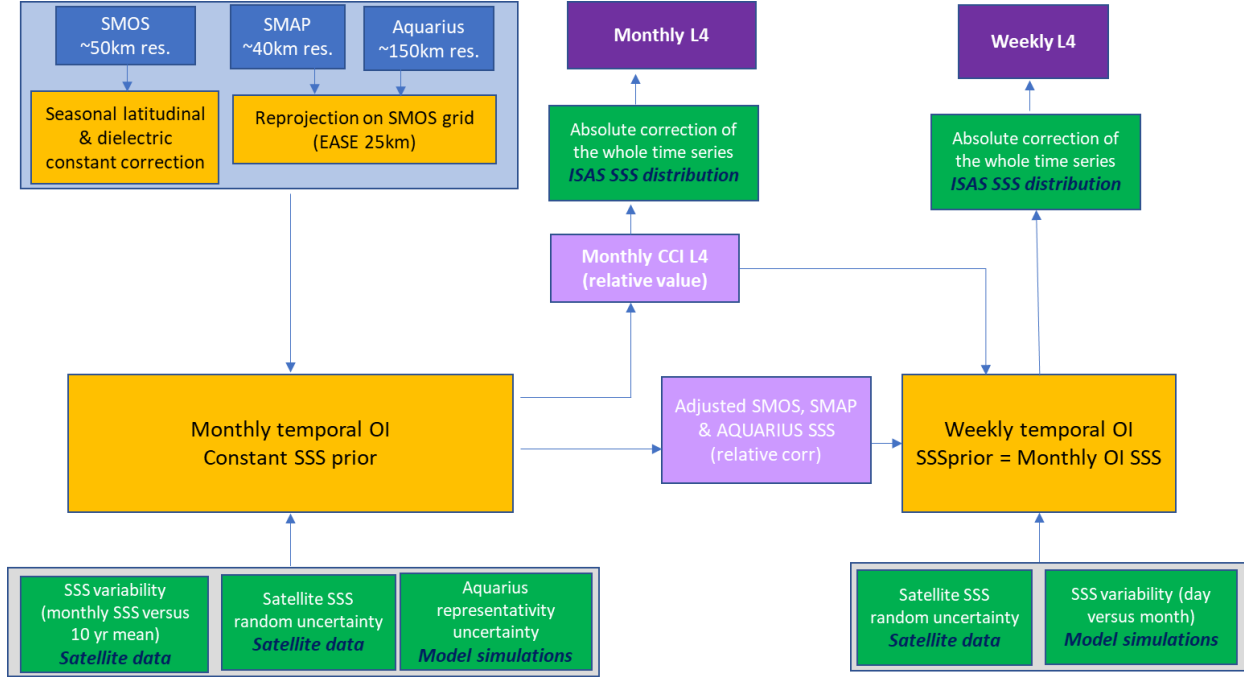 SMOS
~50km res.
SMAP
~40km res.
Aquarius
~150km res.
Seasonal latitudinal
& dielectric
constant correction
Reprojection on SMOS grid
(EASE 25km)
Monthly L4
Weekly L4
Absolute correction of
the whole time series
ISAS SSS distribution
Absolute correction of
the whole time series
ISAS SSS distribution
Monthly CCI L4
(relative value)
Monthly temporal OI
Constant SSS prior
Adjusted SMOS, SMAP
& AQUARIUS SSS
(relative corr)
Weekly temporal OI
SSSprior = Monthly OI SSS
SSS variability
(monthly SSS versus
10 yr mean)
Satellite data
Satellite SSS
random uncertainty
Satellite data
Aquarius
representativity
uncertainty
Model simulations
Satellite SSS
random uncertainty
Satellite data
SSS variability (day
versus month)
Model simulations